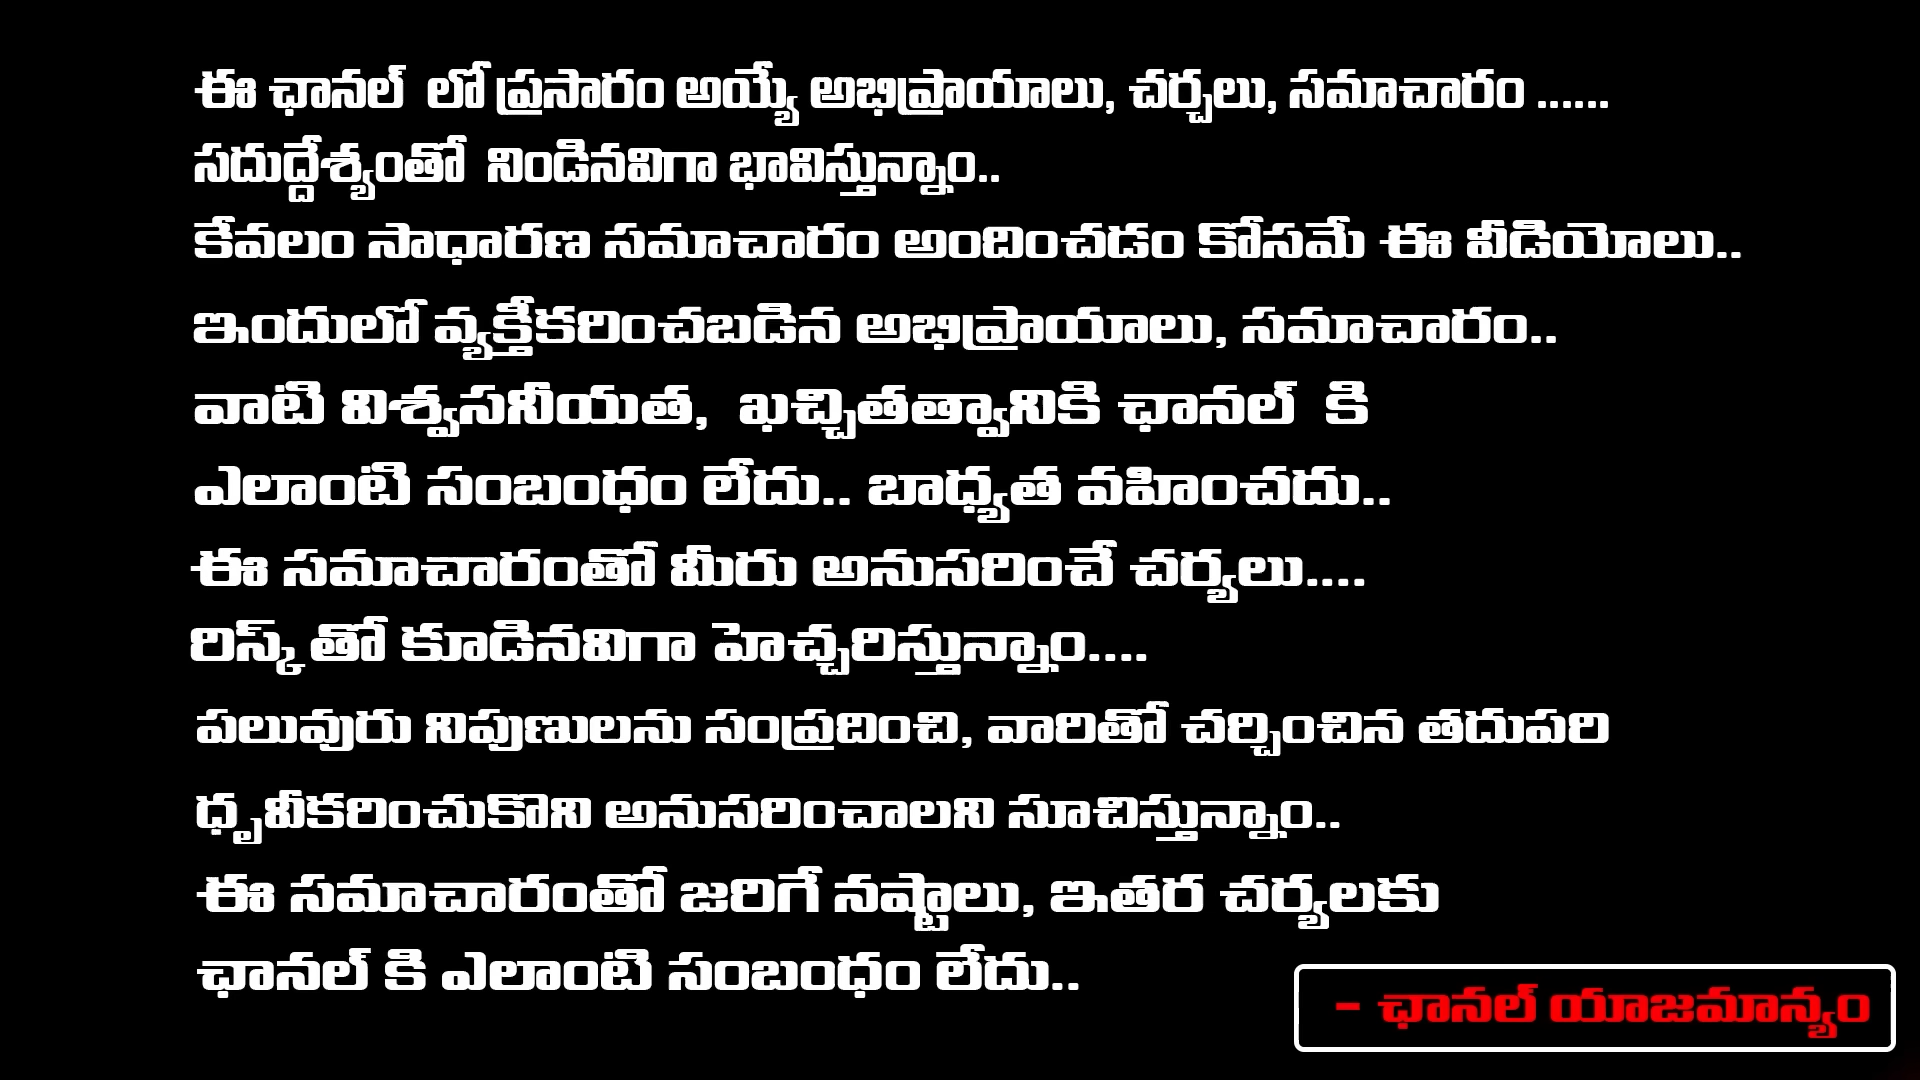 ఈ ఛానల్ లో ప్రసారం అయ్యే అభిప్రాయాలు, చర్చలు, సమాచారం ......
సదుద్దేశ్యంతో నిండినవిగా భావిస్తున్నాం..
కేవలం సాధారణ సమాచారం అందించడం కోసమే ఈ వీడియోలు..
ఇందులో వ్యక్తీకరించబడిన అభిప్రాయాలు, సమాచారం..
వాటి విశ్వసనీయత, ఖచ్చితత్వానికి ఛానల్ కి
ఎలాంటి సంబంధం లేదు.. బాధ్యత వహించదు..
ఈ సమాచారంతో మీరు అనుసరించే చర్యలు....
రిస్క్ తో కూడినవిగా హెచ్చరిస్తున్నాం....
పలువురు నిపుణులను సంప్రదించి, వారితో చర్చించిన తదుపరి
ధృవీకరించుకొని అనుసరించాలని సూచిస్తున్నాం..
ఈ సమాచారంతో జరిగే నష్టాలు, ఇతర చర్యలకు
ఛానల్ కి ఎలాంటి సంబంధం లేదు..
- ఛానల్ యాజమాన్యం